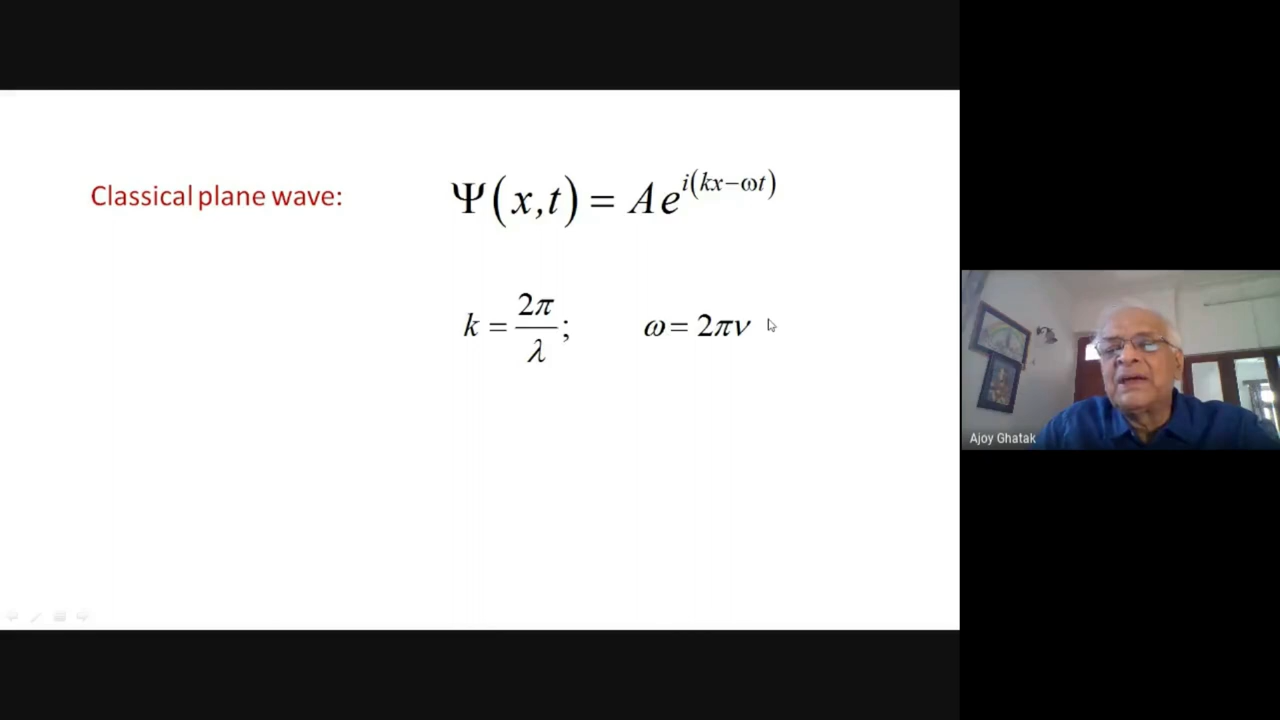 Classical plane wave: Ψ(x,t) = Ae^{i(kx−ωt)}
k = 2π/λ; ω = 2πν
Ajoy Ghatak